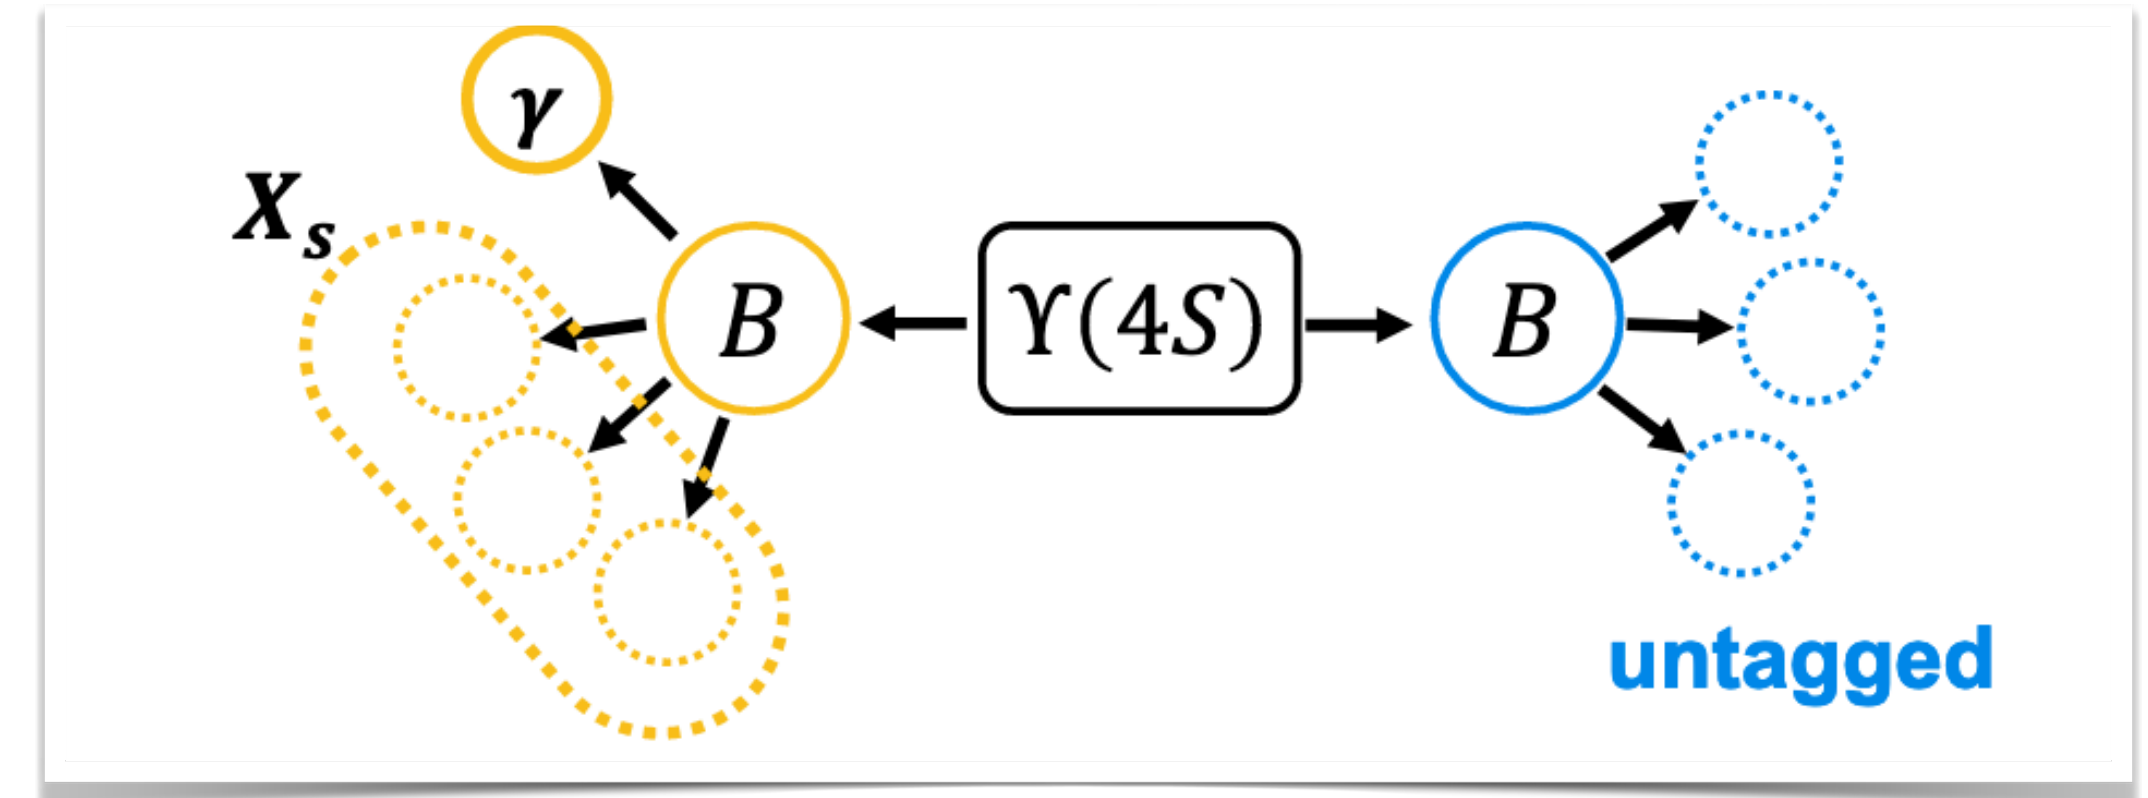 γ
X_s
B
ϒ(4S)
B
untagged